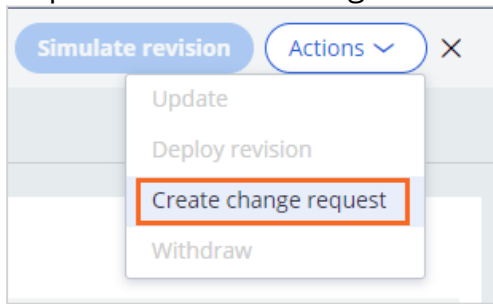 Simulate revision Actions
Update
Deploy revision
Create change request
Withdraw